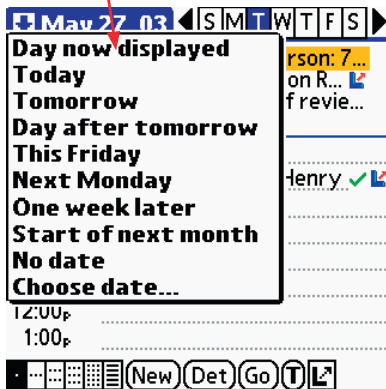 May 27, 03 S M T W T F S
Day now displayed
Today
Tomorrow
Day after tomorrow
This Friday
Next Monday
One week later
Start of next month
No date
Choose date...
rson: 7...
on R...
f revie...
Henry
12:00p
1:00p
New Det Go T